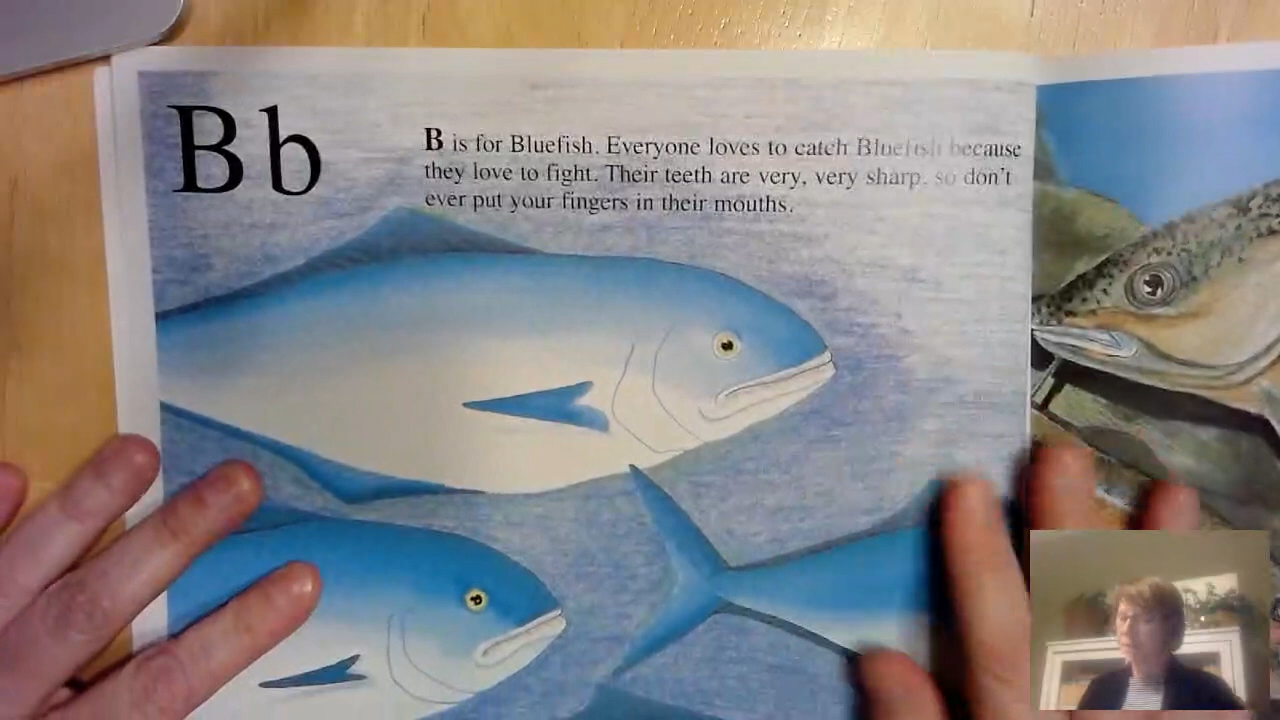 B b
B is for Bluefish. Everyone loves to catch Bluefish because
they love to fight. Their teeth are very, very sharp, so don't
ever put your fingers in their mouths.